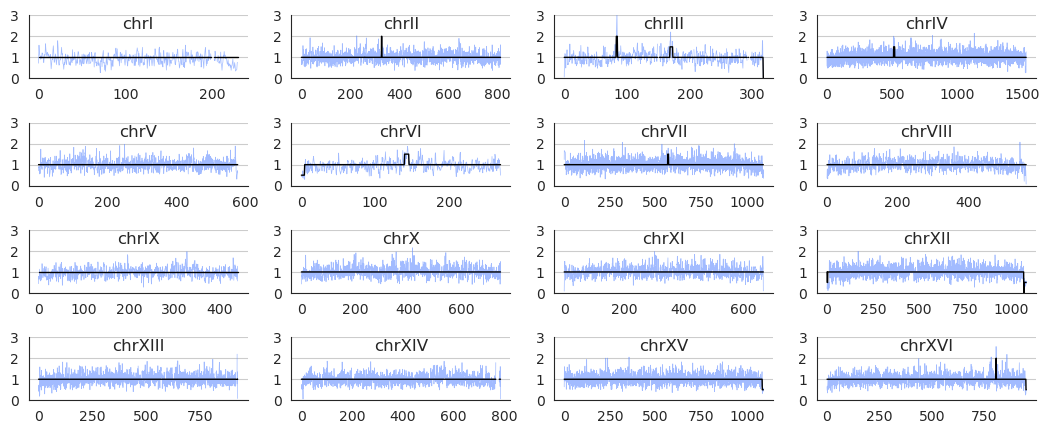 chrI chrII chrIII chrIV
3 3 3 3
2 2 2 2
1 1 1 1
0 0 0 0
0 100 200 0 200 400 600 800 0 100 200 300 0 500 1000 1500
chrV chrVI chrVII chrVIII
3 3 3 3
2 2 2 2
1 1 1 1
0 0 0 0
0 200 400 600 0 100 200 0 250 500 750 1000 0 200 400
chrIX chrX chrXI chrXII
3 3 3 3
2 2 2 2
1 1 1 1
0 0 0 0
0 100 200 300 400 0 200 400 600 0 200 400 600 0 250 500 750 1000
chrXIII chrXIV chrXV chrXVI
3 3 3 3
2 2 2 2
1 1 1 1
0 0 0 0
0 250 500 750 0 200 400 600 800 0 250 500 750 1000 0 250 500 750